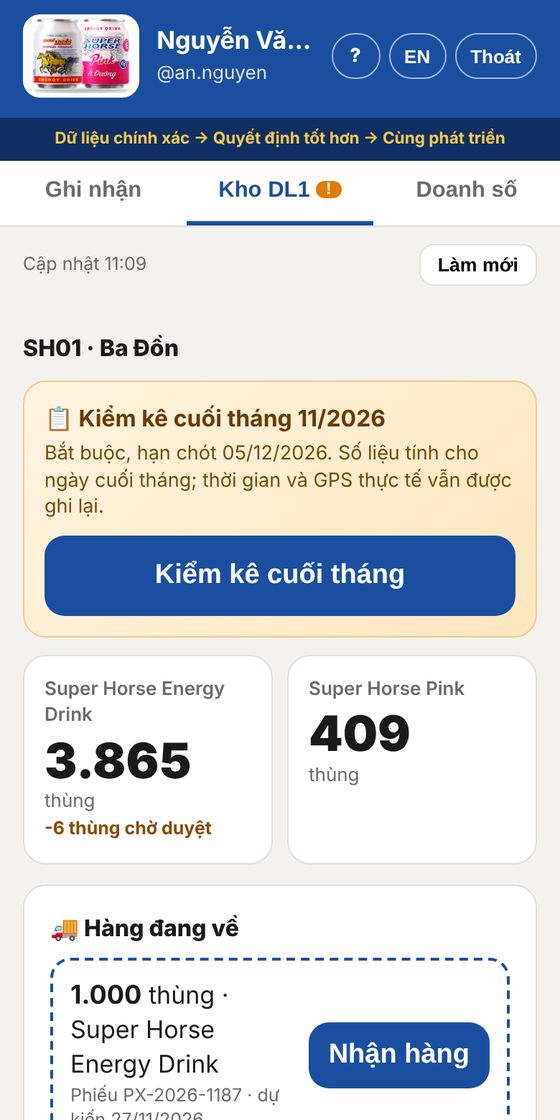 Nguyễn Vă...
@an.nguyen
?
EN
Thoát
Dữ liệu chính xác → Quyết định tốt hơn → Cùng phát triển
Ghi nhận
Kho DL1 !
Doanh số
Cập nhật 11:09
Làm mới
SH01 · Ba Đồn
📋 Kiểm kê cuối tháng 11/2026
Bắt buộc, hạn chót 05/12/2026. Số liệu tính cho
ngày cuối tháng; thời gian và GPS thực tế vẫn được
ghi lại.
Kiểm kê cuối tháng
Super Horse Energy
Drink
3.865
thùng
-6 thùng chờ duyệt
Super Horse Pink
409
thùng
🚚 Hàng đang về
1.000 thùng ·
Super Horse
Energy Drink
Nhận hàng
Phiếu PX-2026-1187 · dự
kiến 27/11/2026